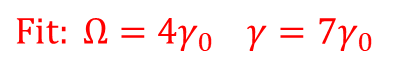 Fit: Ω = 4γ₀ γ = 7γ₀